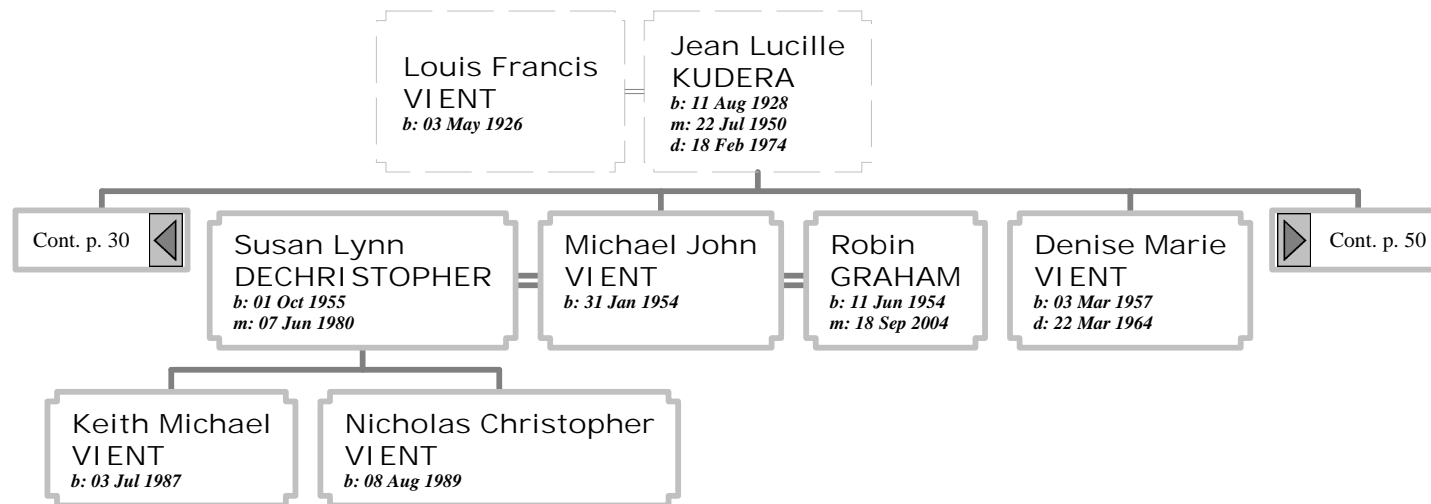 Louis Francis
VIENT
b: 03 May 1926
Jean Lucille
KUDERA
b: 11 Aug 1928
m: 22 Jul 1950
d: 18 Feb 1974
Cont. p. 30
Susan Lynn
DECHRISTOPHER
b: 01 Oct 1955
m: 07 Jun 1980
Michael John
VIENT
b: 31 Jan 1954
Robin
GRAHAM
b: 11 Jun 1954
m: 18 Sep 2004
Denise Marie
VIENT
b: 03 Mar 1957
d: 22 Mar 1964
Cont. p. 50
Keith Michael
VIENT
b: 03 Jul 1987
Nicholas Christopher
VIENT
b: 08 Aug 1989